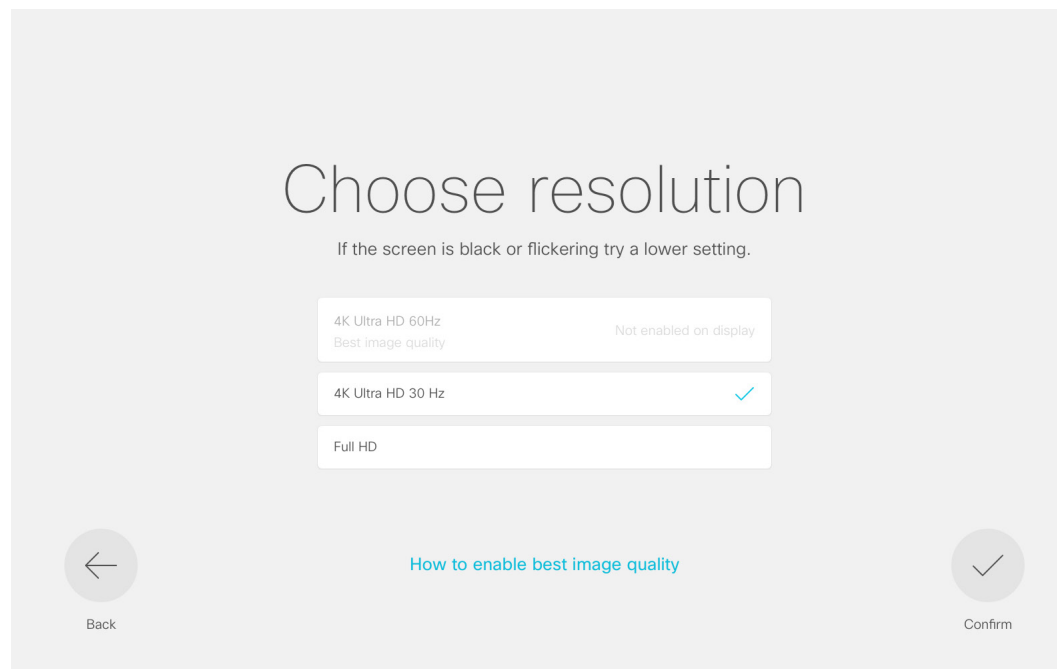 Choose resolution
If the screen is black or flickering try a lower setting.
4K Ultra HD 60Hz
Best image quality
Not enabled on display
4K Ultra HD 30 Hz
Full HD
How to enable best image quality
Back
Confirm